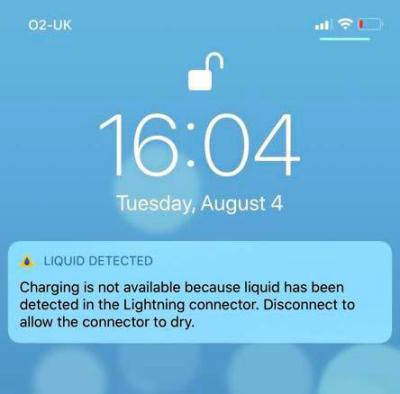 O2-UK
16:04
Tuesday, August 4
LIQUID DETECTED
Charging is not available because liquid has been
detected in the Lightning connector. Disconnect to
allow the connector to dry.